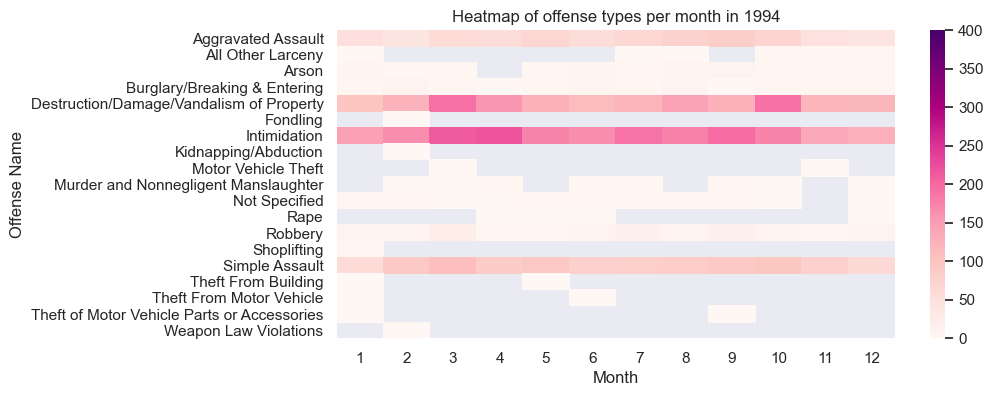 Heatmap of offense types per month in 1994
Offense Name
Aggravated Assault
All Other Larceny
Arson
Burglary/Breaking & Entering
Destruction/Damage/Vandalism of Property
Fondling
Intimidation
Kidnapping/Abduction
Motor Vehicle Theft
Murder and Nonnegligent Manslaughter
Not Specified
Rape
Robbery
Shoplifting
Simple Assault
Theft From Building
Theft From Motor Vehicle
Theft of Motor Vehicle Parts or Accessories
Weapon Law Violations
1 2 3 4 5 6 7 8 9 10 11 12
Month
400
350
300
250
200
150
100
50
0